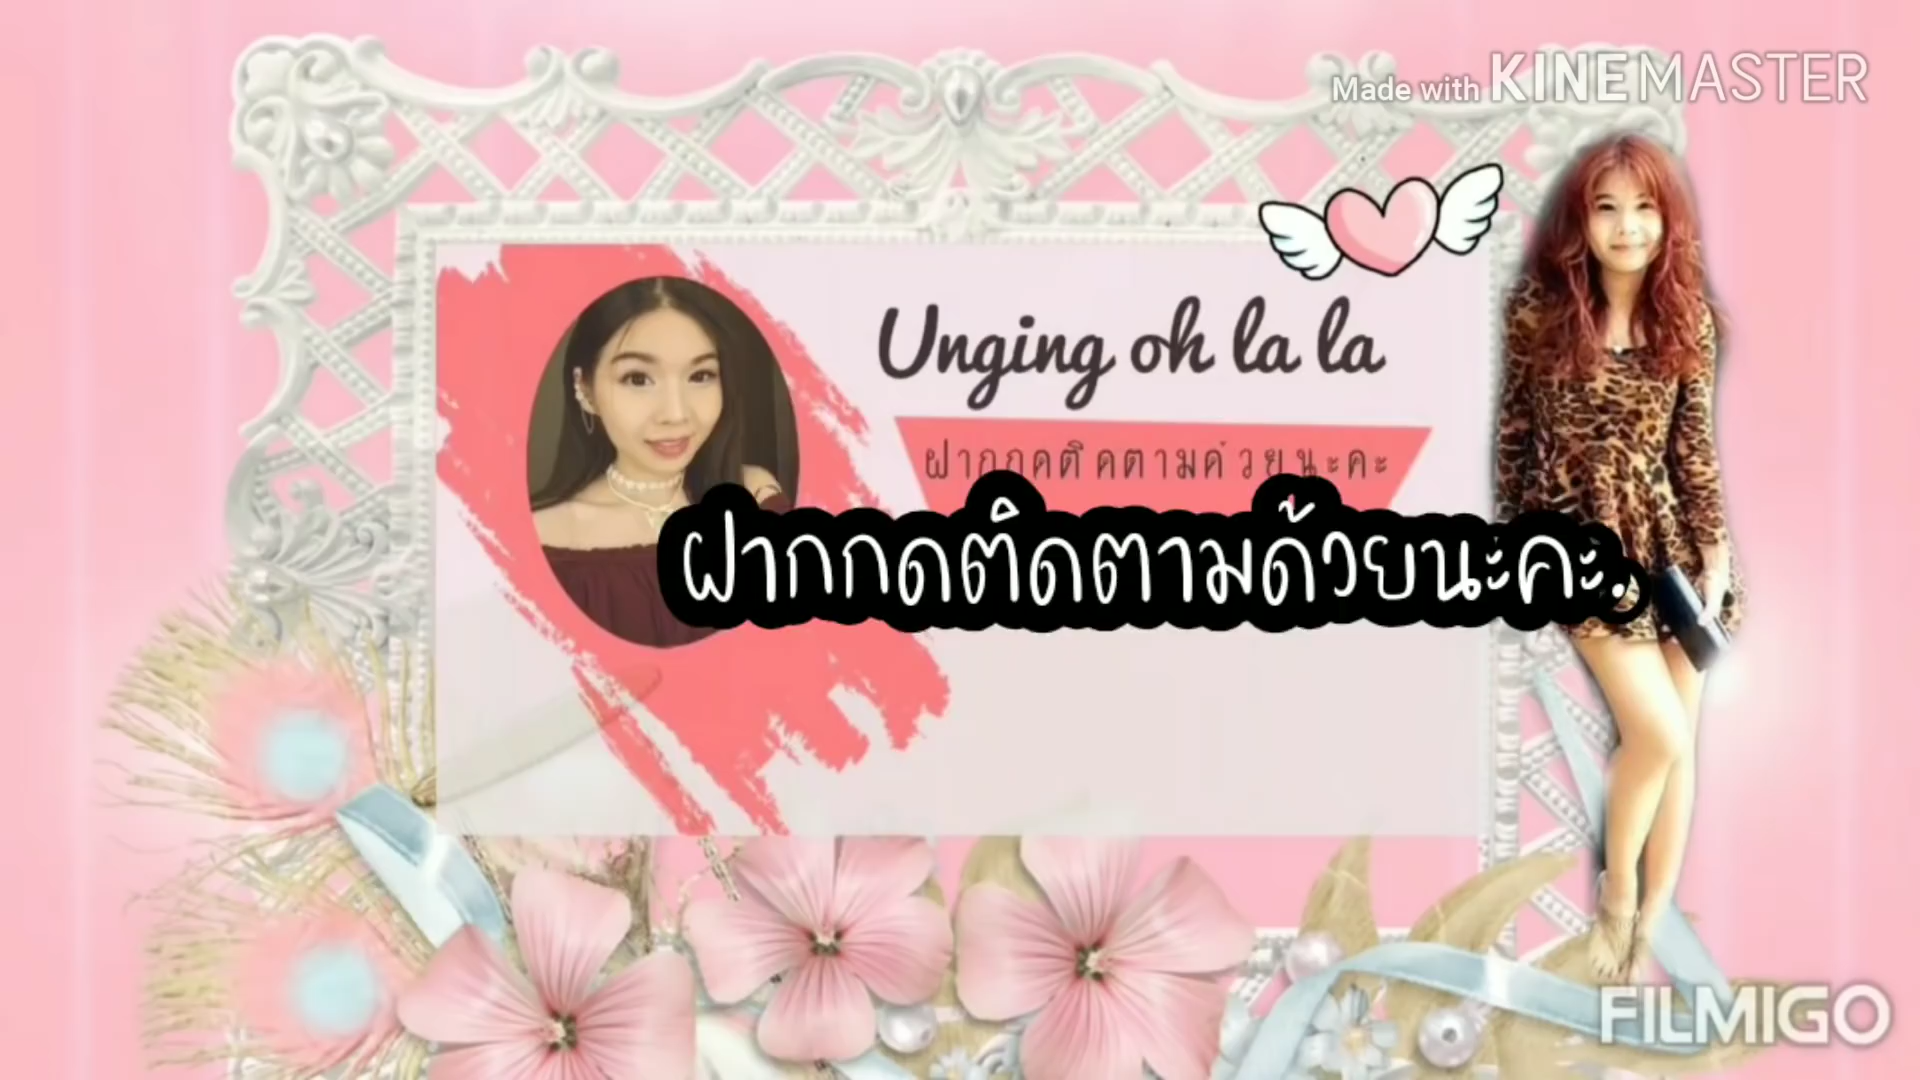 Made with KINEMASTER
Unging oh la la
ฝากกดติดตามด้วยนะคะ
ฝากกดติดตามด้วยนะคะ.
FILMIGO